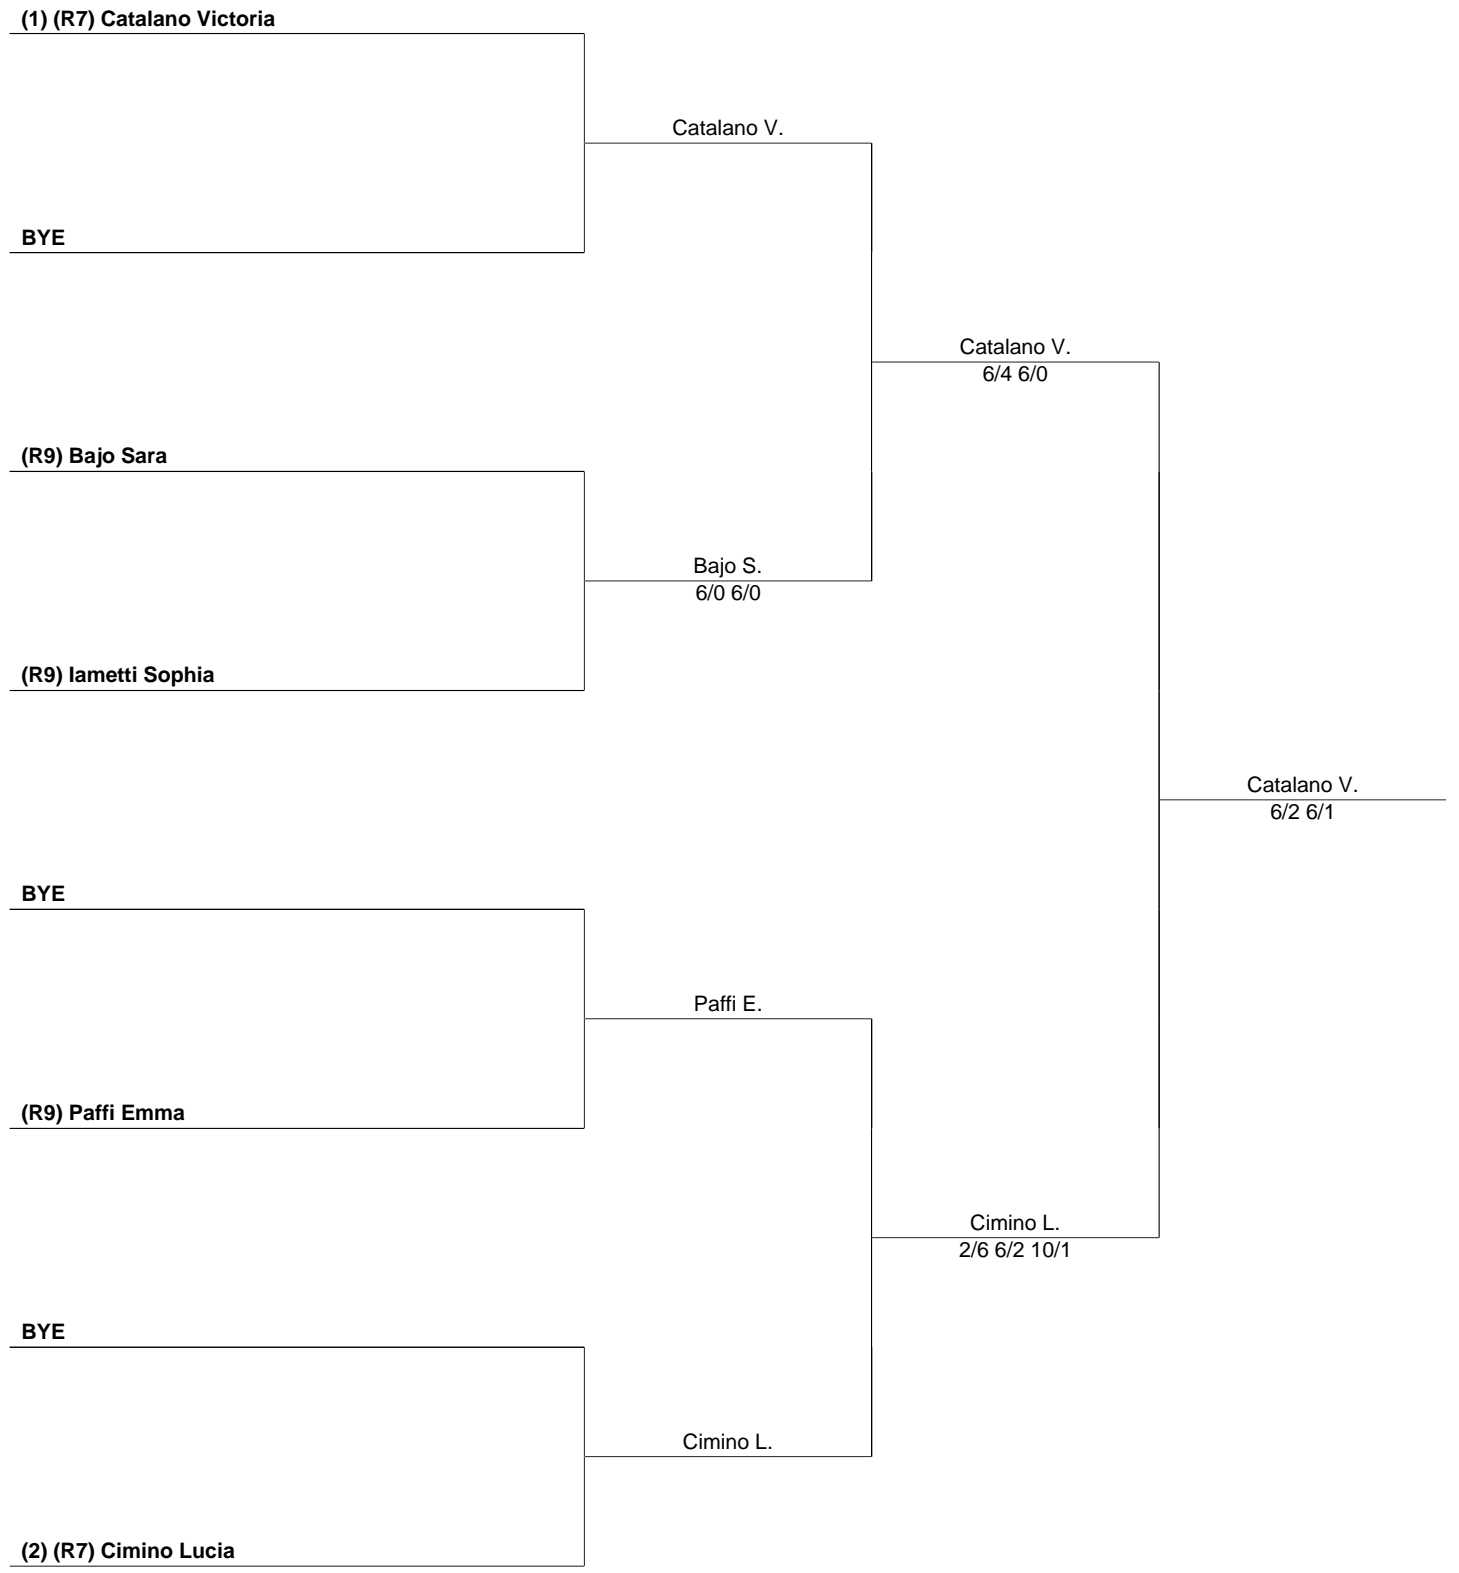 (1) (R7) Catalano Victoria
Catalano V.
BYE
Catalano V.
6/4 6/0
(R9) Bajo Sara
Bajo S.
6/0 6/0
(R9) Iametti Sophia
Catalano V.
6/2 6/1
BYE
Paffi E.
(R9) Paffi Emma
Cimino L.
2/6 6/2 10/1
BYE
Cimino L.
(2) (R7) Cimino Lucia